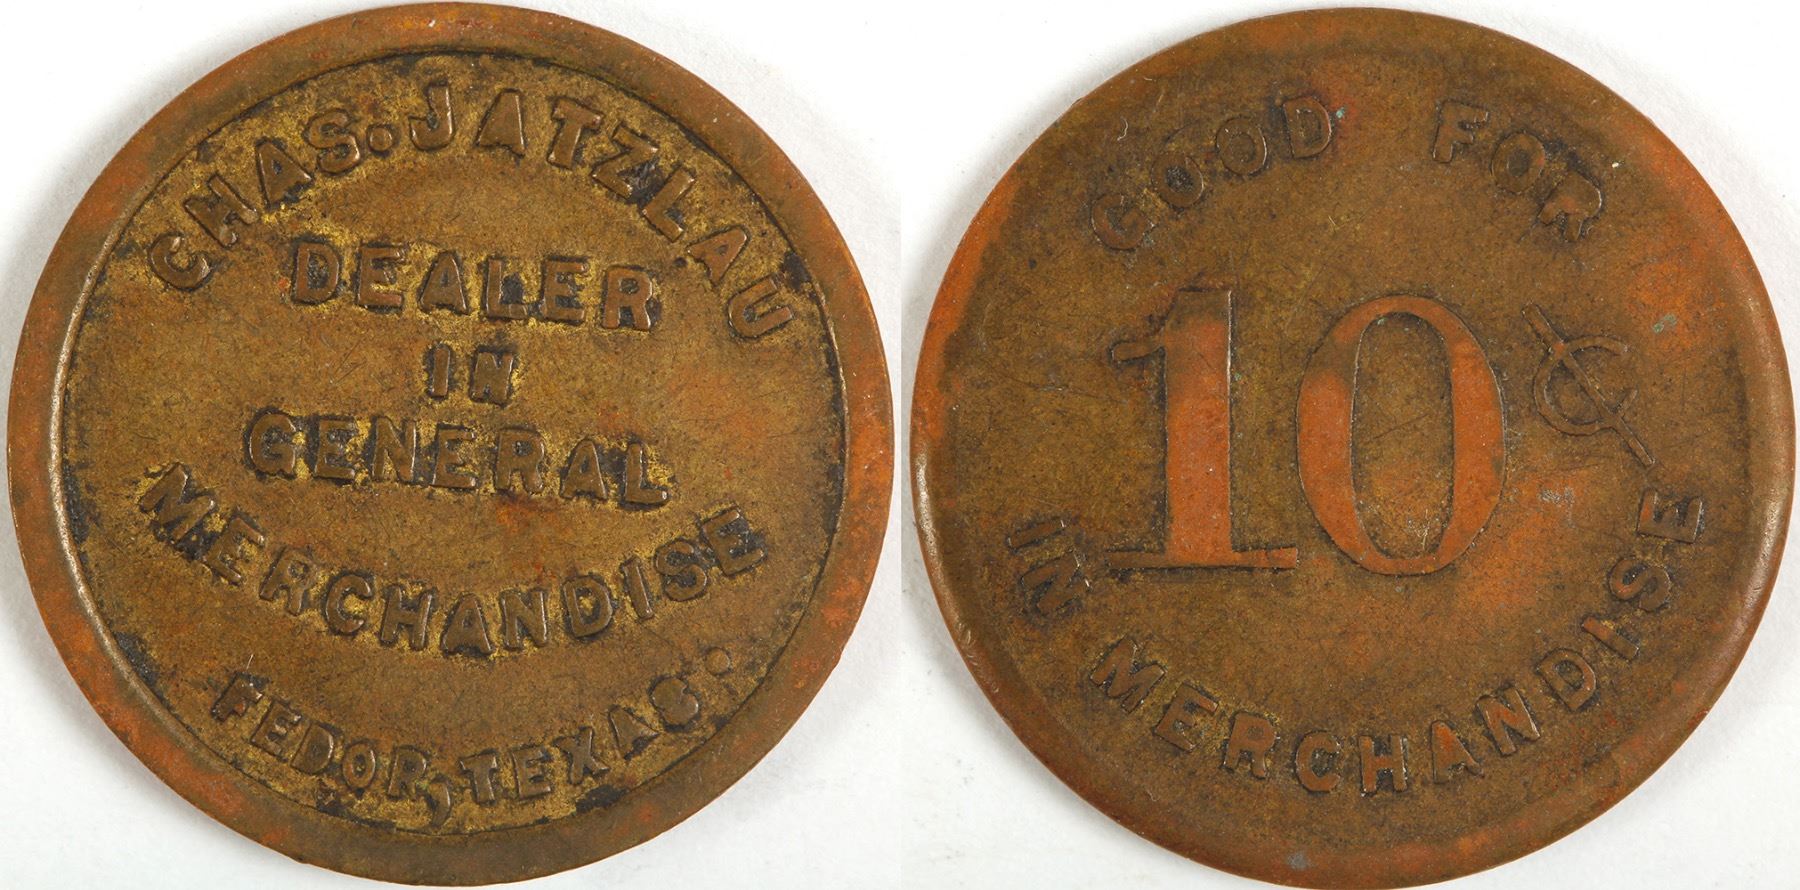 CHAS. JATZLAU
DEALER
IN
GENERAL
MERCHANDISE
FEDOR, TEXAS.
GOOD FOR
10¢
IN MERCHANDISE